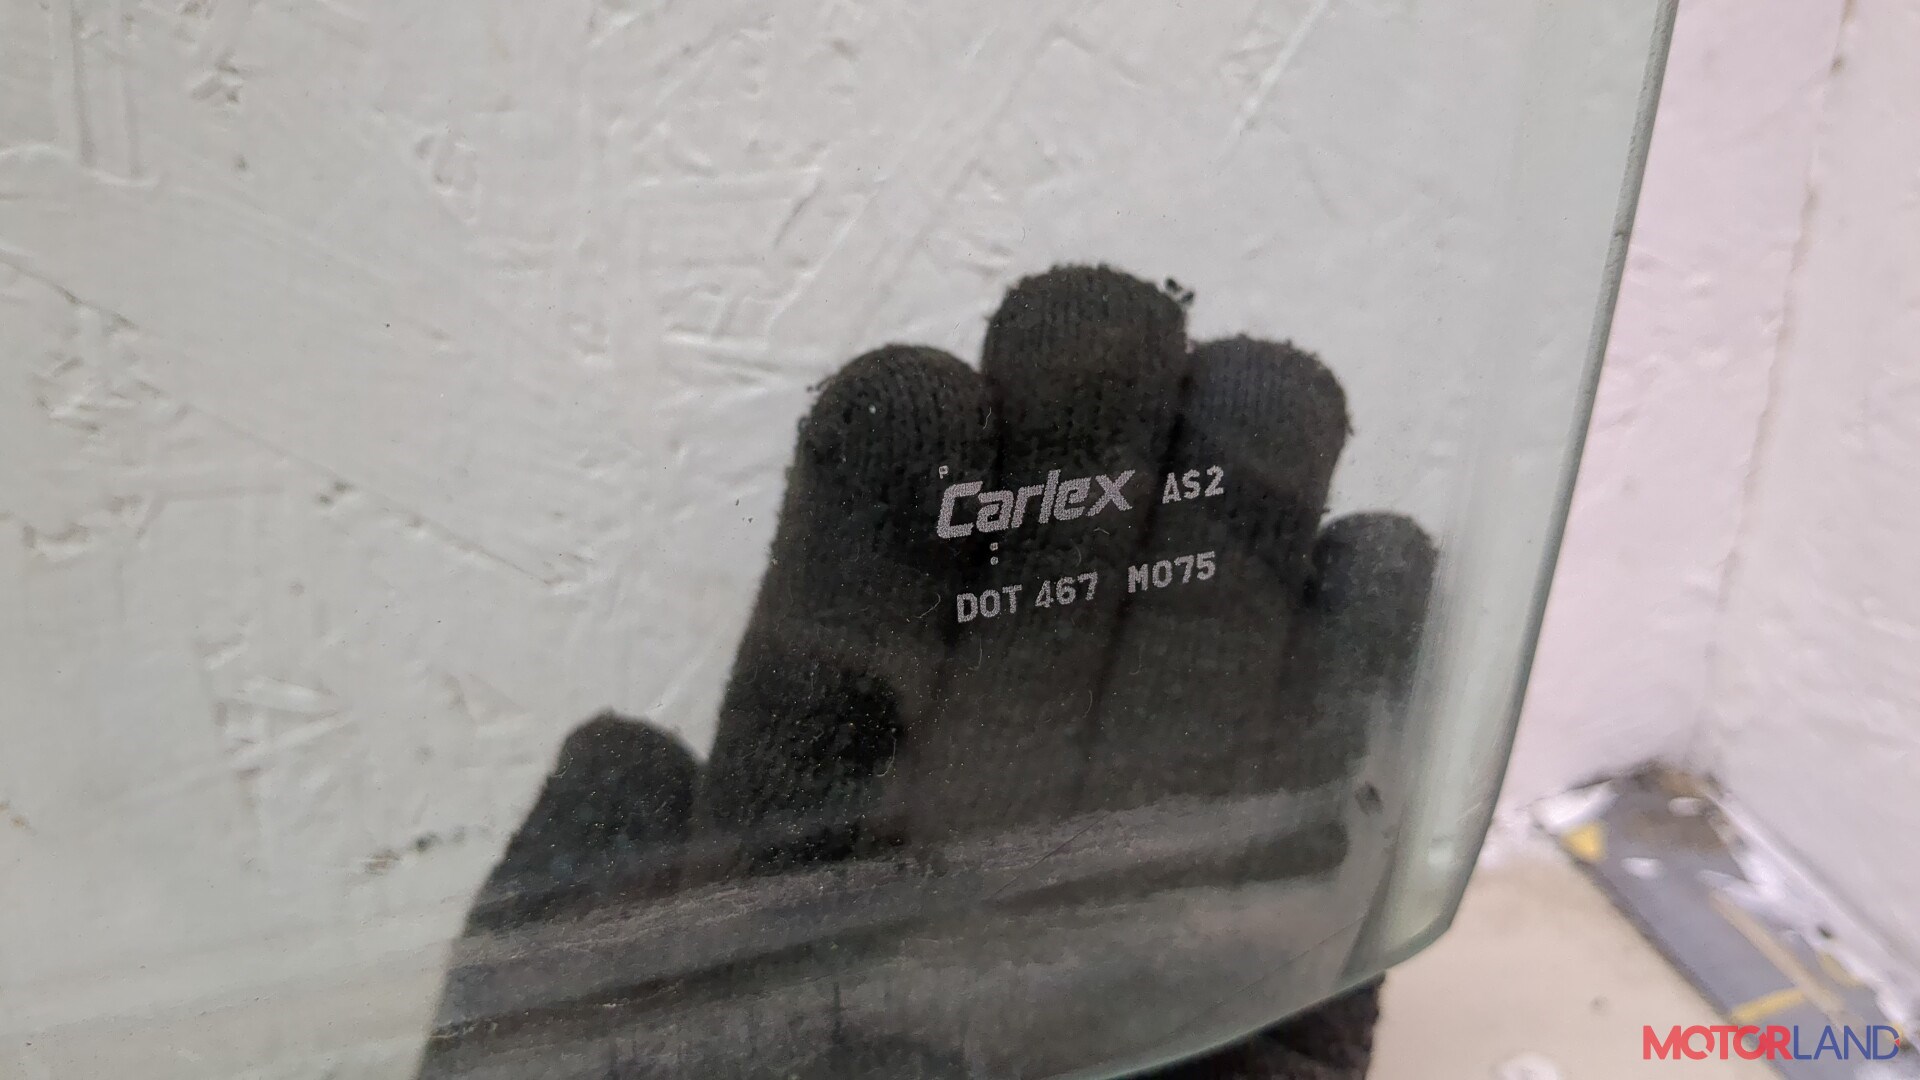 P
Carlex AS2
DOT 467 M075
MOTORLAND